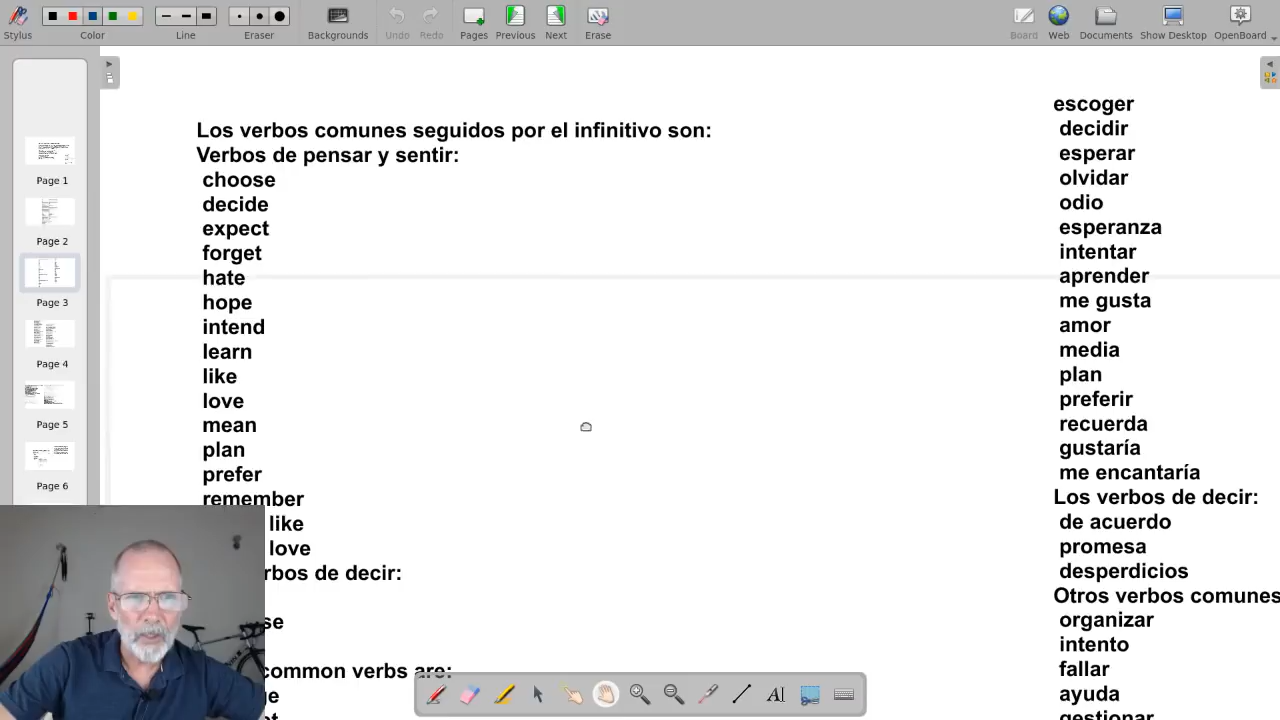 Stylus
Color
Line
Eraser
Backgrounds
Undo
Redo
Pages
Previous
Next
Erase
Board
Web
Documents
Show Desktop
OpenBoard
Page 1
Page 2
Page 3
Page 4
Page 5
Page 6
Los verbos comunes seguidos por el infinitivo son:
Verbos de pensar y sentir:
choose
decide
expect
forget
hate
hope
intend
learn
like
love
mean
plan
prefer
remember
like
love
decir:
common verbs are:
escoger
decidir
esperar
olvidar
odio
esperanza
intentar
aprender
me gusta
amor
media
plan
preferir
recuerda
gustaría
me encantaría
Los verbos de decir:
de acuerdo
promesa
desperdicios
Otros verbos comunes
organizar
intento
fallar
ayuda
gestionar
AI